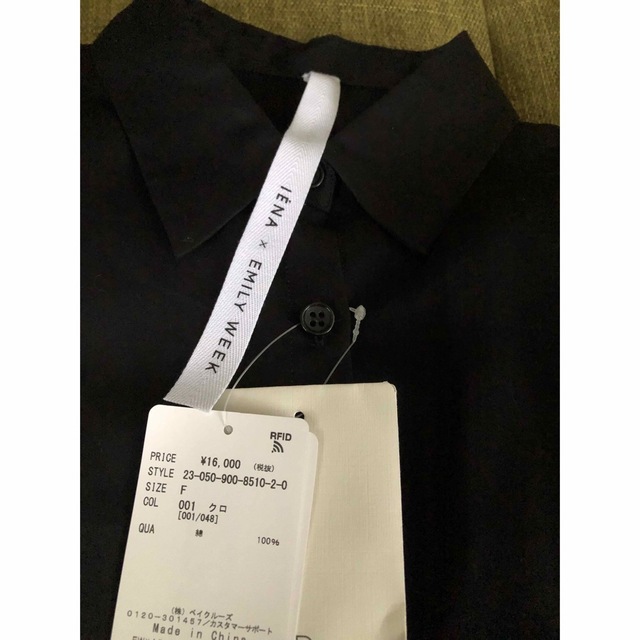 IÉNA × EMILY WEEK
RFID
PRICE ¥16,000 (税抜)
STYLE 23-050-900-8510-2-0
SIZE F
COL 001 クロ
[001/048]
QUA 綿 100%
(株) ベイクルーズ
0120-301467/カスタマーサポート
Made in China